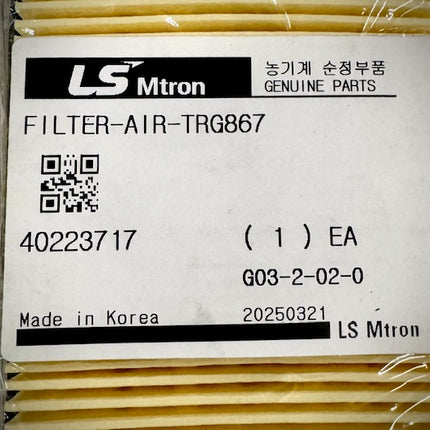 LS Mtron 농기계 순정부품
GENUINE PARTS
FILTER-AIR-TRG867
40223717 ( 1 ) EA
G03-2-02-0
Made in Korea 20250321
LS Mtron